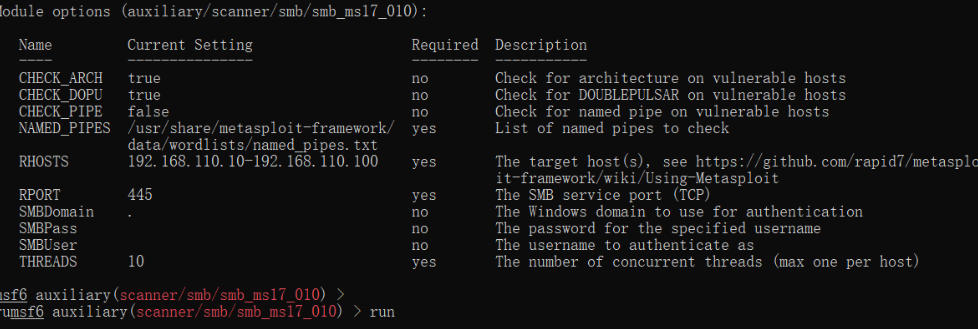 Module options (auxiliary/scanner/smb/smb_ms17_010):
Name Current Setting Required Description
---- --------------- -------- -----------
CHECK_ARCH true no Check for architecture on vulnerable hosts
CHECK_DOPU true no Check for DOUBLEPULSAR on vulnerable hosts
CHECK_PIPE false no Check for named pipe on vulnerable hosts
NAMED_PIPES /usr/share/metasploit-framework/ yes List of named pipes to check
data/wordlists/named_pipes.txt
RHOSTS 192.168.110.10-192.168.110.100 yes The target host(s), see https://github.com/rapid7/metasplo
it-framework/wiki/Using-Metasploit
RPORT 445 yes The SMB service port (TCP)
SMBDomain . no The Windows domain to use for authentication
SMBPass no The password for the specified username
SMBUser no The username to authenticate as
THREADS 10 yes The number of concurrent threads (max one per host)
msf6 auxiliary(scanner/smb/smb_ms17_010) >
rumsf6 auxiliary(scanner/smb/smb_ms17_010) > run